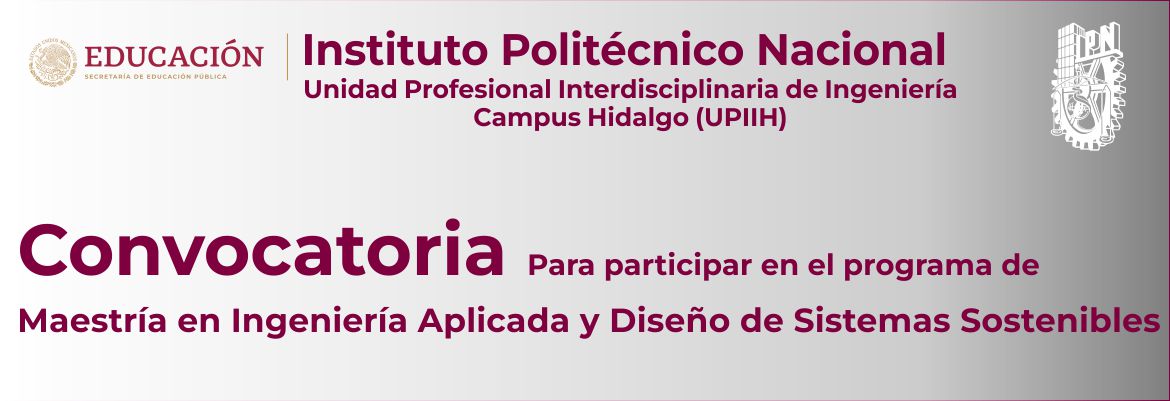 EDUCACIÓN
SECRETARÍA DE EDUCACIÓN PÚBLICA
Instituto Politécnico Nacional
Unidad Profesional Interdisciplinaria de Ingeniería
Campus Hidalgo (UPIIH)
IPN
Convocatoria Para participar en el programa de
Maestría en Ingeniería Aplicada y Diseño de Sistemas Sostenibles